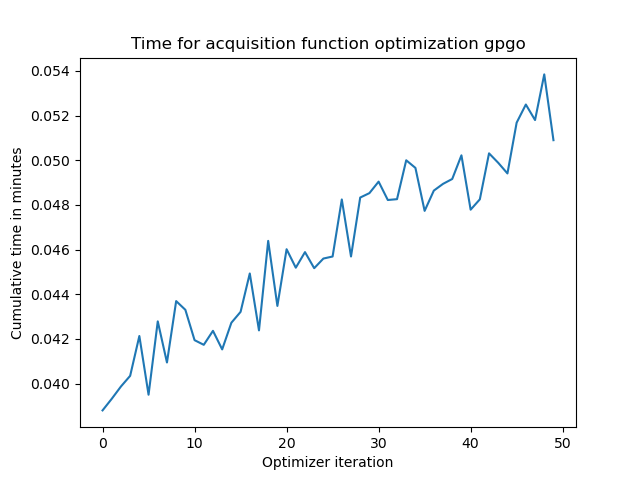 Time for acquisition function optimization gpgo
Cumulative time in minutes
0.054
0.052
0.050
0.048
0.046
0.044
0.042
0.040
0 10 20 30 40 50
Optimizer iteration